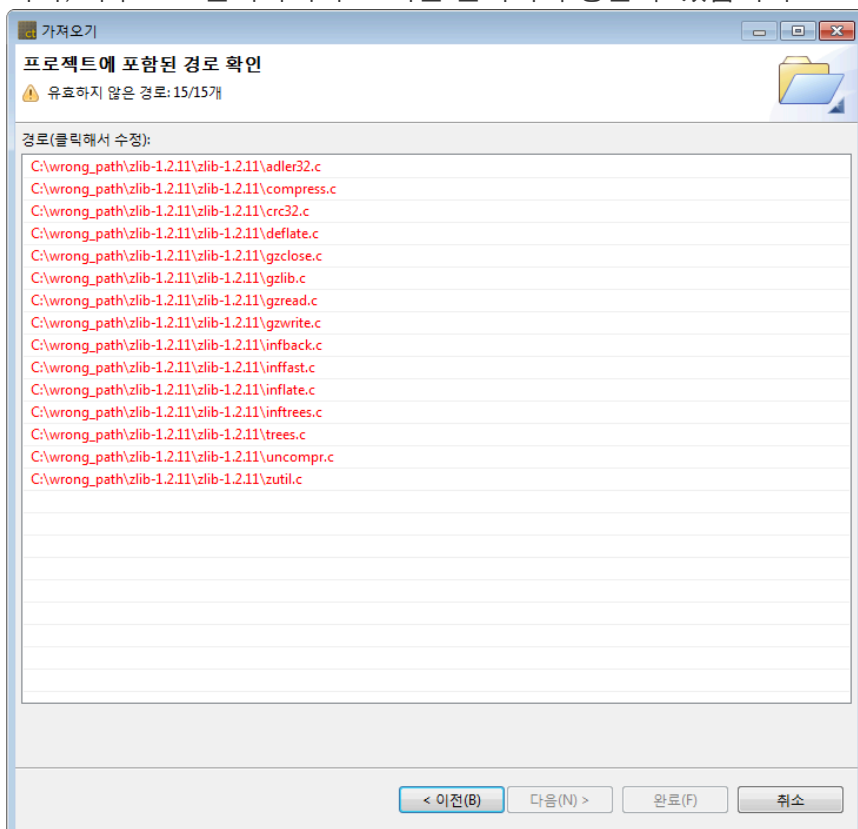 ct 가져오기
프로젝트에 포함된 경로 확인
유효하지 않은 경로: 15/15개
경로(클릭해서 수정):
C:\wrong_path\zlib-1.2.11\zlib-1.2.11\adler32.c
C:\wrong_path\zlib-1.2.11\zlib-1.2.11\compress.c
C:\wrong_path\zlib-1.2.11\zlib-1.2.11\crc32.c
C:\wrong_path\zlib-1.2.11\zlib-1.2.11\deflate.c
C:\wrong_path\zlib-1.2.11\zlib-1.2.11\gzclose.c
C:\wrong_path\zlib-1.2.11\zlib-1.2.11\gzlib.c
C:\wrong_path\zlib-1.2.11\zlib-1.2.11\gzread.c
C:\wrong_path\zlib-1.2.11\zlib-1.2.11\gzwrite.c
C:\wrong_path\zlib-1.2.11\zlib-1.2.11\infback.c
C:\wrong_path\zlib-1.2.11\zlib-1.2.11\inffast.c
C:\wrong_path\zlib-1.2.11\zlib-1.2.11\inflate.c
C:\wrong_path\zlib-1.2.11\zlib-1.2.11\inftrees.c
C:\wrong_path\zlib-1.2.11\zlib-1.2.11\trees.c
C:\wrong_path\zlib-1.2.11\zlib-1.2.11\uncompr.c
C:\wrong_path\zlib-1.2.11\zlib-1.2.11\zutil.c
< 이전(B) 다음(N) > 완료(F) 취소